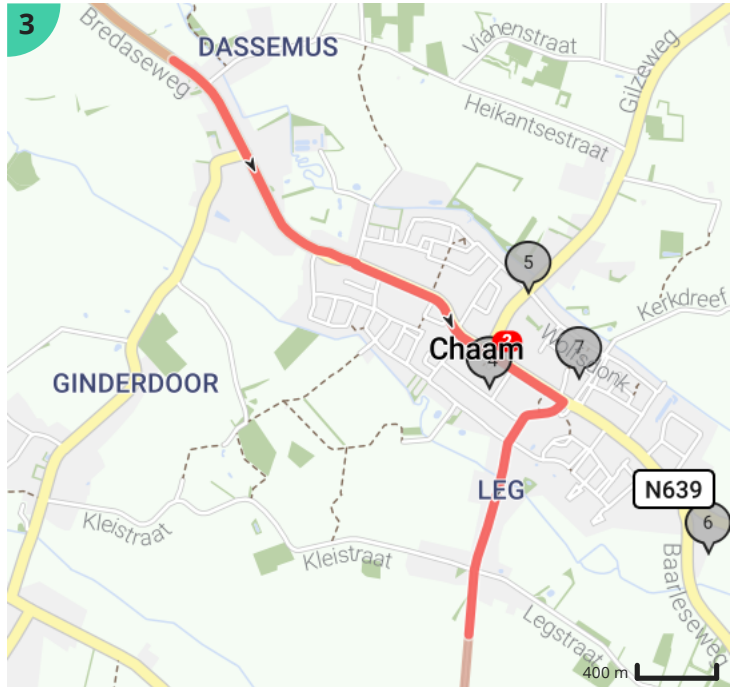 3
Bredaseweg
DASSEMUS
Vianenstraat
Gilzeweg
Heikantsestraat
5
Kerkdreef
Chaam
4
7
Wolfsdonk
GINDERDOOR
LEG
N639
6
Kleistraat
Kleistraat
Legstraat
Baarleseweg
400 m